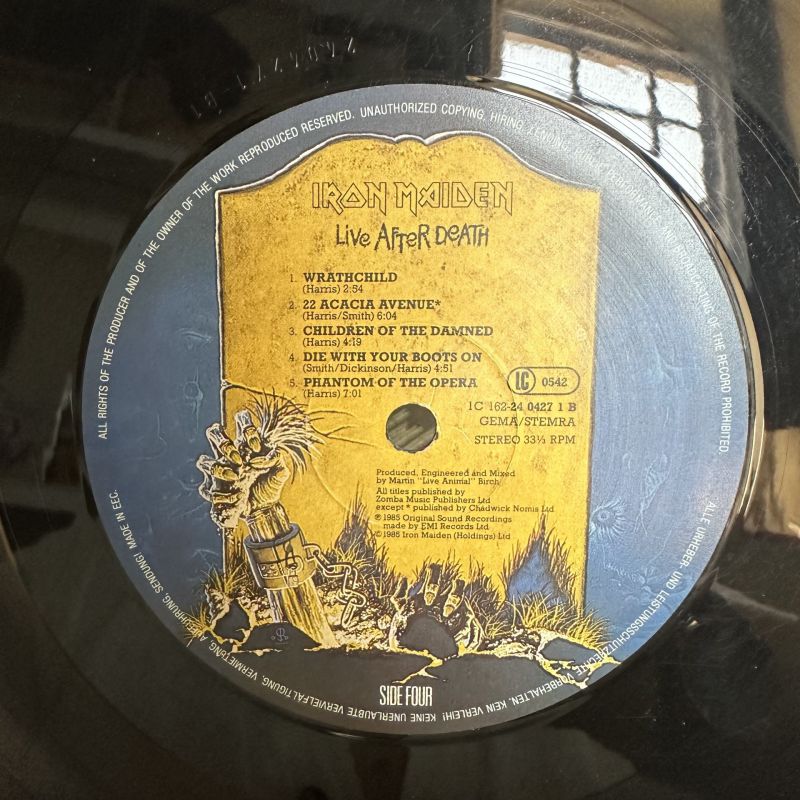 IRON MAIDEN
Live AFTER DEATH
1. WRATHCHILD
(Harris) 2:54
2. 22 ACACIA AVENUE*
(Harris/Smith) 6:04
3. CHILDREN OF THE DAMNED
(Harris) 4:19
4. DIE WITH YOUR BOOTS ON
(Smith/Dickinson/Harris) 4:51
5. PHANTOM OF THE OPERA
(Harris) 7:01
LC 0542
1C 162-24 0427 1 B
GEMA/STEMRA
STEREO 33⅓ RPM
Produced, Engineered and Mixed
by Martin "Live Animal" Birch
All titles published by
Zomba Music Publishers Ltd
except * published by Chadwick Nomis Ltd
℗ 1985 Original Sound Recordings
made by EMI Records Ltd
© 1985 Iron Maiden (Holdings) Ltd
SIDE FOUR
ALL RIGHTS OF THE PRODUCER AND OF THE OWNER OF THE WORK REPRODUCED RESERVED. UNAUTHORIZED COPYING, HIRING, LENDING, OF THE RECORD PROHIBITED.
ALLE URHEBER- UND LEISTUNGSSCHUTZRECHTE VORBEHALTEN. KEIN VERLEIH! KEINE UNERLAUBTE VERVIELFÄLTIGUNG, VERMIETUNG, AUFFÜHRUNG, SENDUNG! MADE IN EEC.